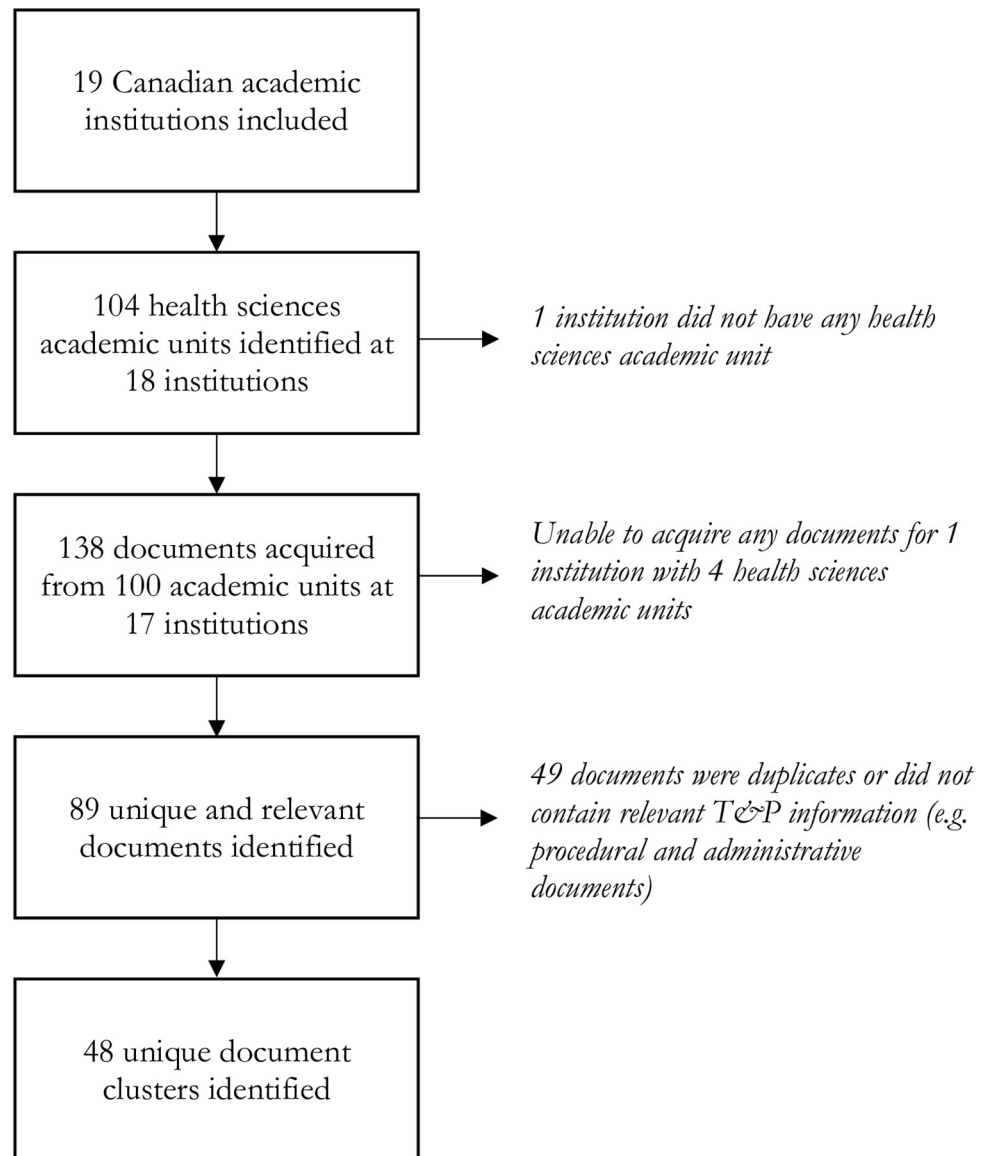 19 Canadian academic
institutions included
104 health sciences
academic units identified at
18 institutions
1 institution did not have any health
sciences academic unit
138 documents acquired
from 100 academic units at
17 institutions
Unable to acquire any documents for 1
institution with 4 health sciences
academic units
89 unique and relevant
documents identified
49 documents were duplicates or did not
contain relevant T&P information (e.g.
procedural and administrative
documents)
48 unique document
clusters identified